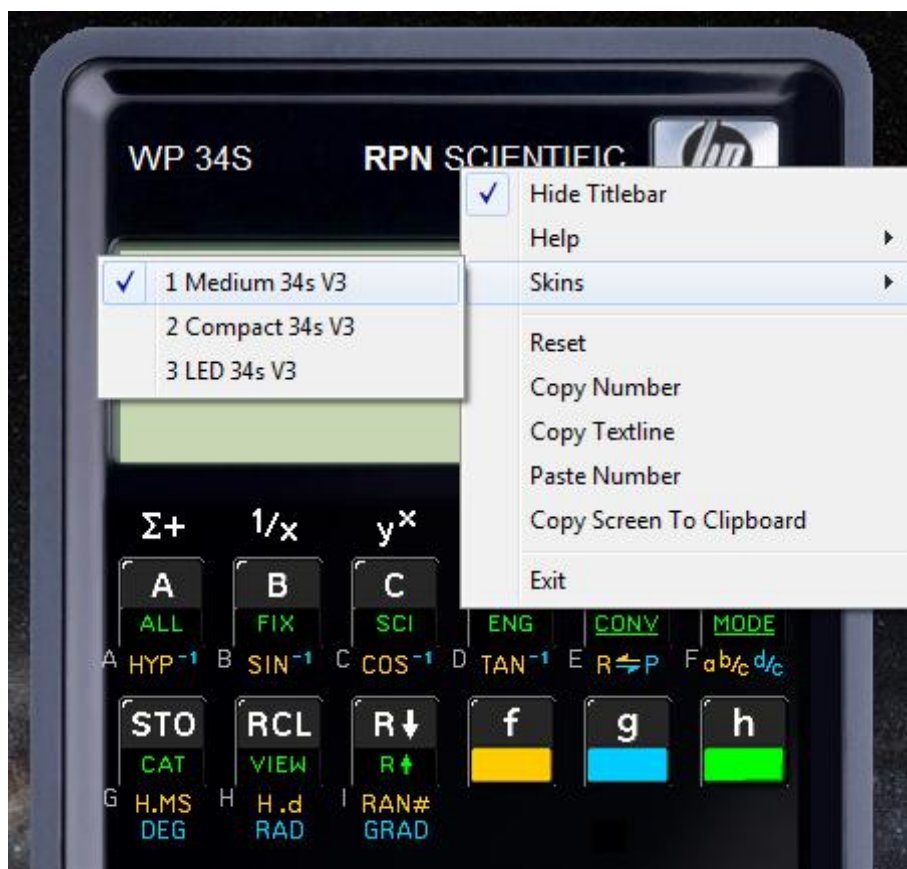 WP 34S RPN SCIENTIFIC hp
Hide Titlebar
Help
Skins
1 Medium 34s V3
2 Compact 34s V3
3 LED 34s V3
Reset
Copy Number
Copy Textline
Paste Number
Copy Screen To Clipboard
Exit
Σ+ 1/x yˣ
A B C
ALL FIX SCI ENG CONV MODE
A HYP⁻¹ B SIN⁻¹ C COS⁻¹ D TAN⁻¹ E R⇆P F a b/c d/c
STO RCL R↓ f g h
CAT VIEW R↑
G H.MS H H.d I RAN#
DEG RAD GRAD